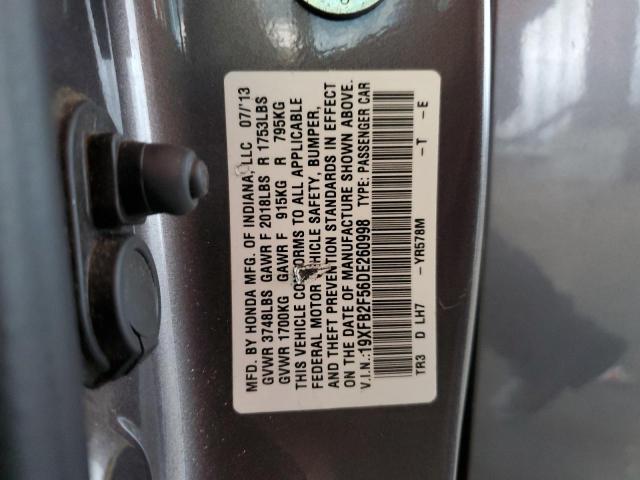 MFD. BY HONDA MFG. OF INDIANA, LLC 07/'13
GVWR 3748LBS GAWR F 2018LBS R 1753LBS
GVWR 1700KG GAWR F 915KG R 795KG
THIS VEHICLE CONFORMS TO ALL APPLICABLE
FEDERAL MOTOR VEHICLE SAFETY, BUMPER,
AND THEFT PREVENTION STANDARDS IN EFFECT
ON THE DATE OF MANUFACTURE SHOWN ABOVE.
V.I.N.:19XFB2F56DE260998 TYPE: PASSENGER CAR
TR3 D LH7 -YR578M -T -E